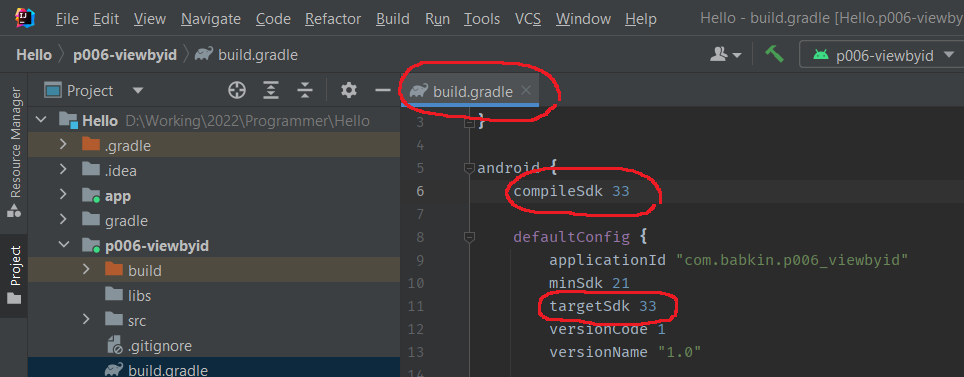 File Edit View Navigate Code Refactor Build Run Tools VCS Window Help Hello - build.gradle [Hello.p006-viewby
Hello p006-viewbyid build.gradle p006-viewbyid
Project build.gradle
Resource Manager
Project
Hello D:\Working\2022\Programmer\Hello
.gradle
.idea
app
gradle
p006-viewbyid
build
libs
src
.gitignore
build.gradle
3 }
4
5 android {
6 compileSdk 33
7
8 defaultConfig {
9 applicationId "com.babkin.p006_viewbyid"
10 minSdk 21
11 targetSdk 33
12 versionCode 1
13 versionName "1.0"